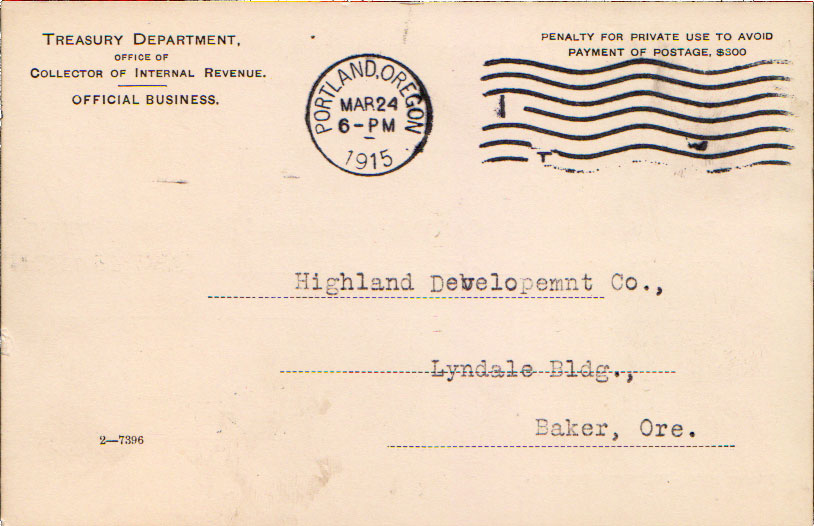 TREASURY DEPARTMENT,
OFFICE OF
COLLECTOR OF INTERNAL REVENUE.
OFFICIAL BUSINESS.
PORTLAND, OREGON
MAR 24
6-PM
1915
PENALTY FOR PRIVATE USE TO AVOID
PAYMENT OF POSTAGE, $300
Highland Developemnt Co.,
Lyndale Bldg.,
Baker, Ore.
2—7396